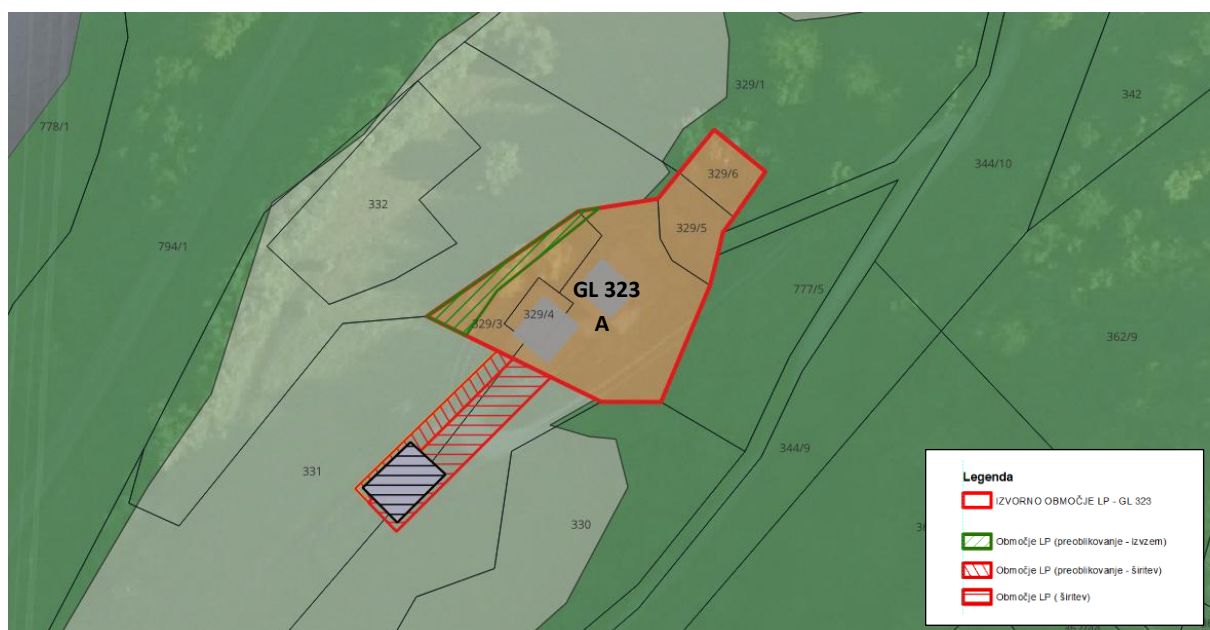 329/1
342
778/1
344/10
329/6
332
329/5
794/1
777/5
GL 323
A
329/4
329/3
362/9
344/9
331
330
Legenda
IZVORNO OBMOČJE LP - GL 323
Območje LP (preoblikovanje - izvzem)
Območje LP (preoblikovanje - širitev)
Območje LP ( širitev)